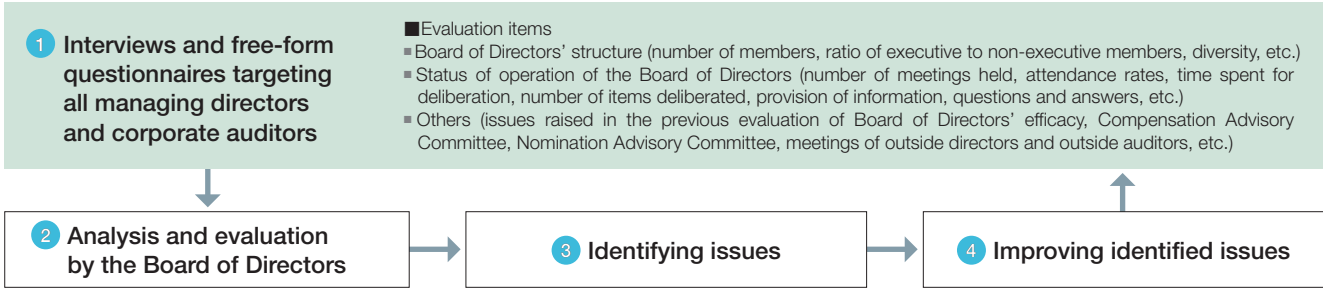 1 Interviews and free-form
questionnaires targeting
all managing directors
and corporate auditors
■Evaluation items
■Board of Directors’ structure (number of members, ratio of executive to non-executive members, diversity, etc.)
■Status of operation of the Board of Directors (number of meetings held, attendance rates, time spent for
deliberation, number of items deliberated, provision of information, questions and answers, etc.)
■Others (issues raised in the previous evaluation of Board of Directors’ efficacy, Compensation Advisory
Committee, Nomination Advisory Committee, meetings of outside directors and outside auditors, etc.)
2 Analysis and evaluation
by the Board of Directors
3 Identifying issues
4 Improving identified issues